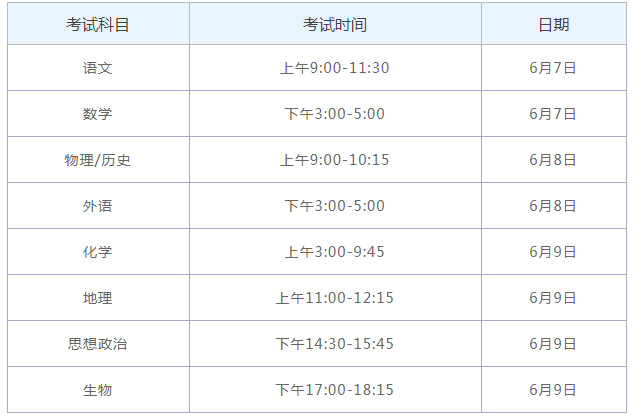 考试科目 考试时间 日期
语文 上午9:00-11:30 6月7日
数学 下午3:00-5:00 6月7日
物理/历史 上午9:00-10:15 6月8日
外语 下午3:00-5:00 6月8日
化学 上午3:00-9:45 6月9日
地理 上午11:00-12:15 6月9日
思想政治 下午14:30-15:45 6月9日
生物 下午17:00-18:15 6月9日